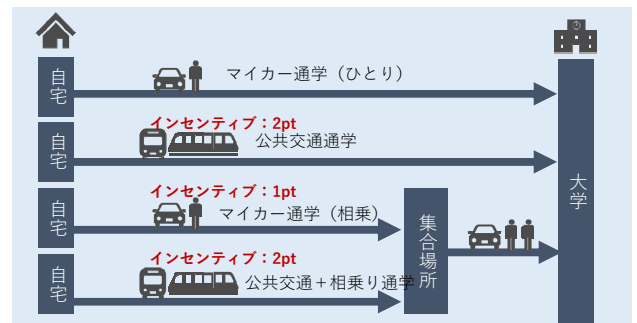 自宅
マイカー通学（ひとり）
自宅
インセンティブ：2pt
公共交通通学
自宅
インセンティブ：1pt
マイカー通学（相乗）
自宅
インセンティブ：2pt
公共交通＋相乗り通学
集合場所
大学